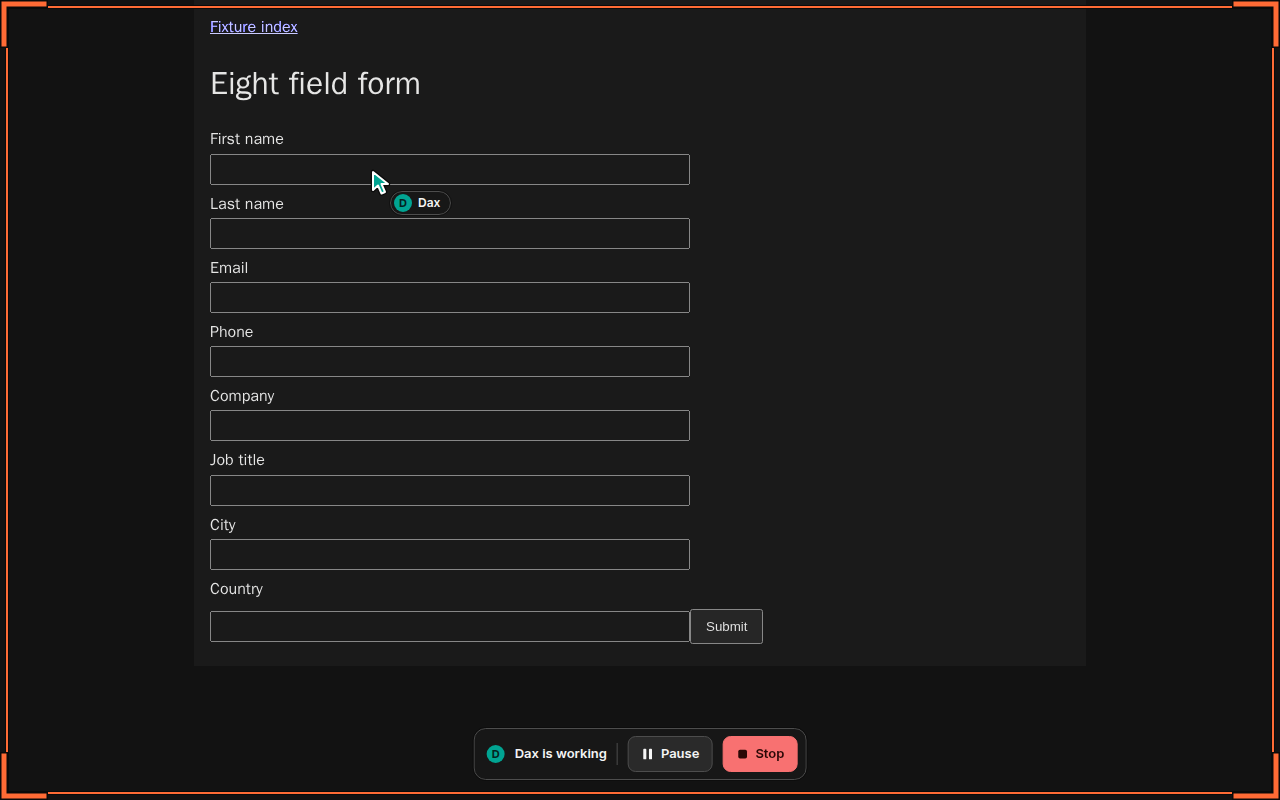 Fixture index
Eight field form
First name
D Dax
Last name
Email
Phone
Company
Job title
City
Country
Submit
D Dax is working Pause Stop